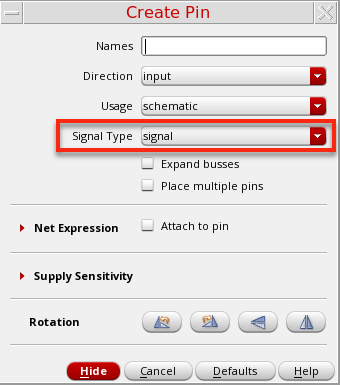 Create Pin
Names
Direction input
Usage schematic
Signal Type signal
Expand busses
Place multiple pins
Net Expression Attach to pin
Supply Sensitivity
Rotation
Hide Cancel Defaults Help